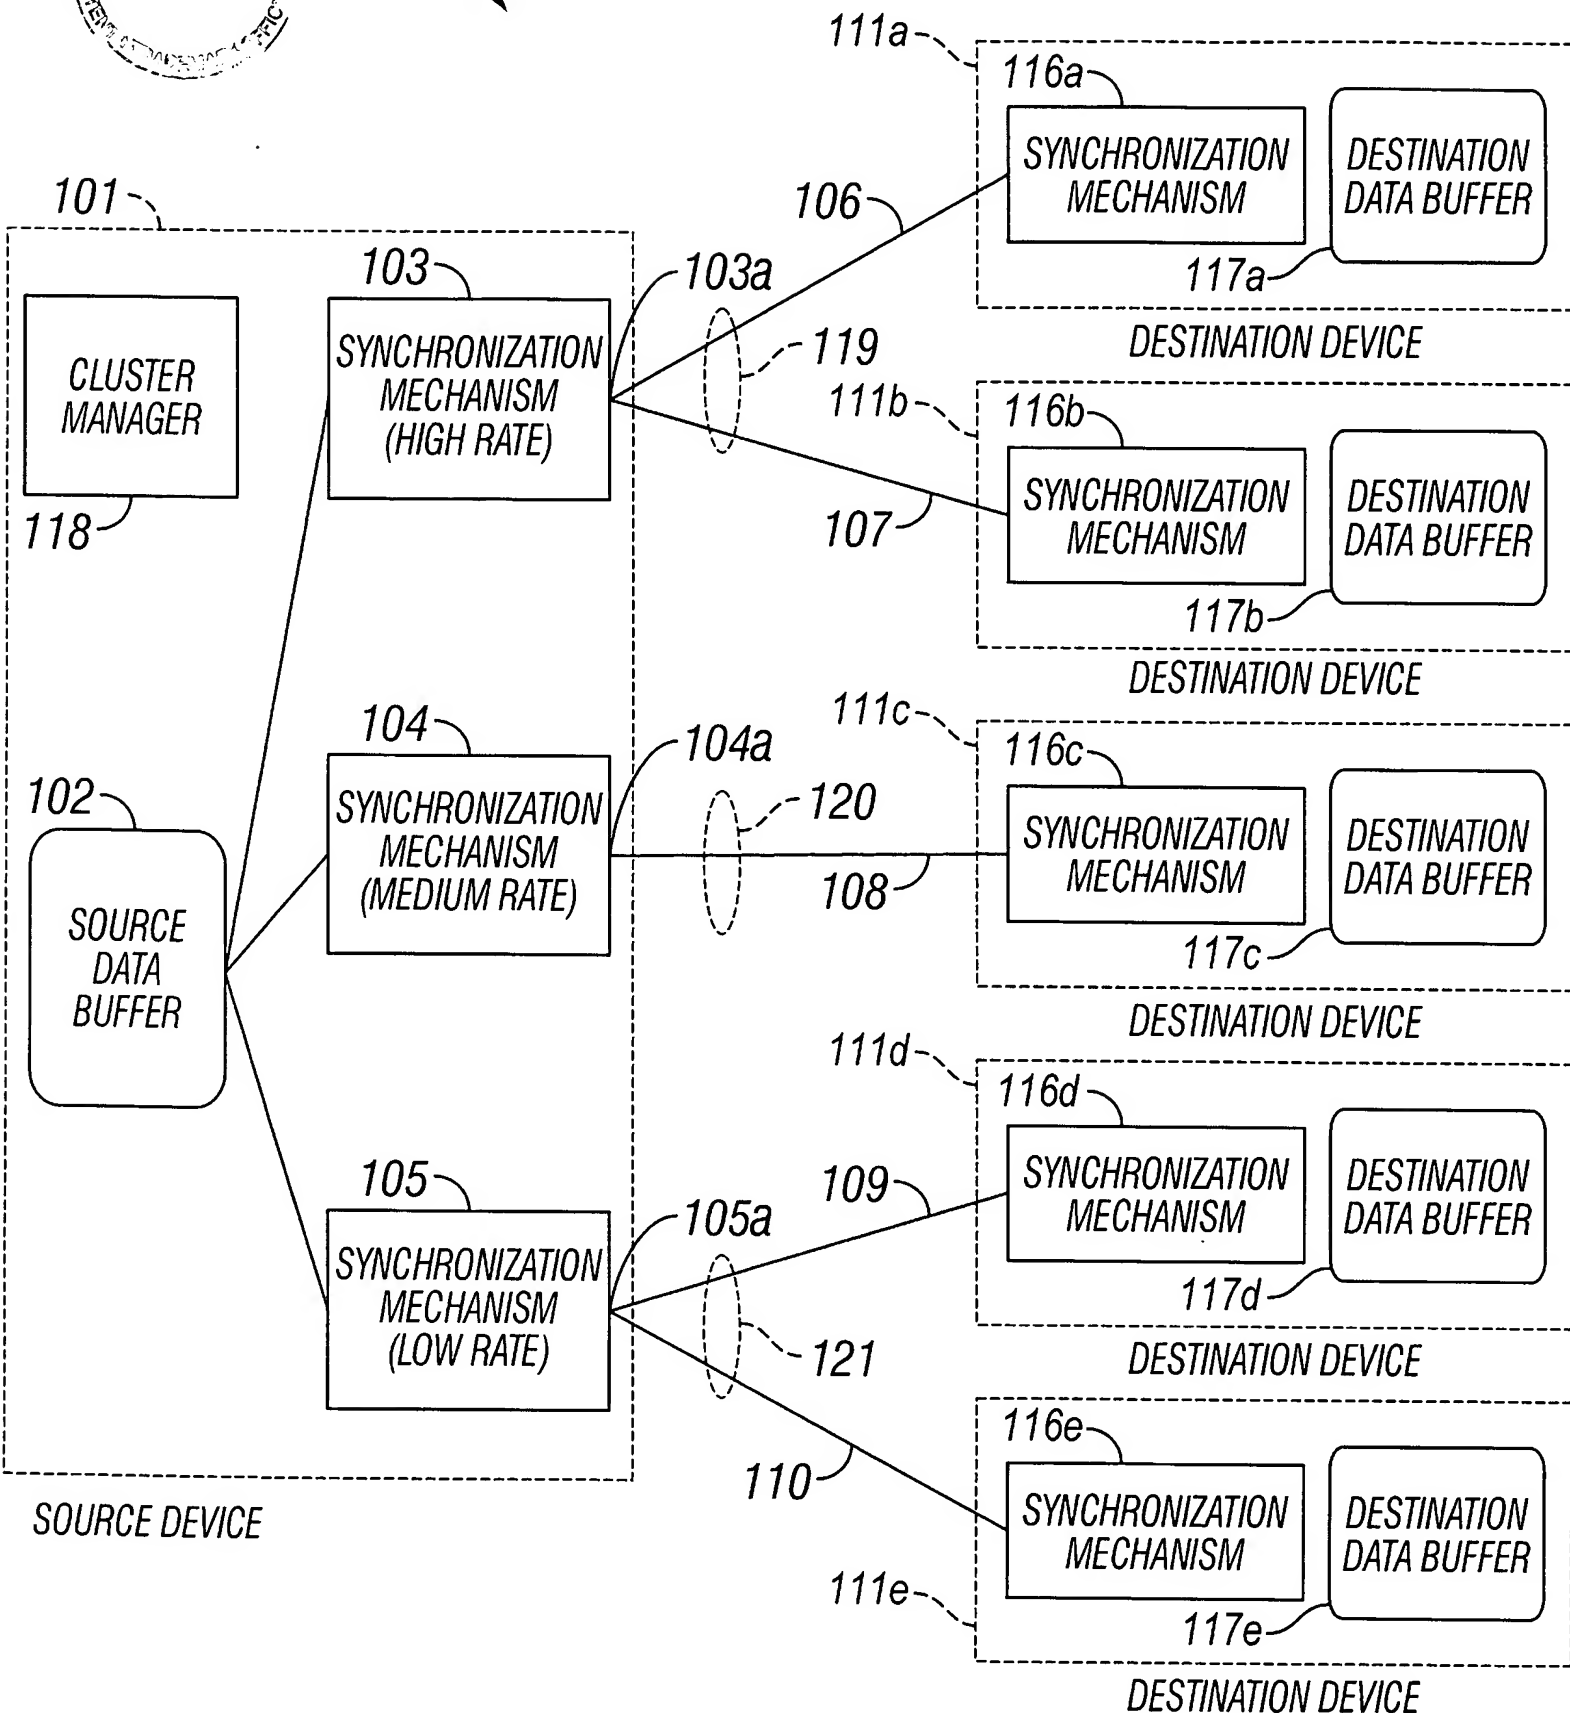 111a
116a
SYNCHRONIZATION
MECHANISM
DESTINATION
DATA BUFFER
117a
DESTINATION DEVICE
101
103
103a
106
119
CLUSTER
MANAGER
118
SYNCHRONIZATION
MECHANISM
(HIGH RATE)
107
111b
116b
SYNCHRONIZATION
MECHANISM
DESTINATION
DATA BUFFER
117b
DESTINATION DEVICE
102
SOURCE
DATA
BUFFER
104
104a
SYNCHRONIZATION
MECHANISM
(MEDIUM RATE)
120
108
111c
116c
SYNCHRONIZATION
MECHANISM
DESTINATION
DATA BUFFER
117c
DESTINATION DEVICE
105
105a
SYNCHRONIZATION
MECHANISM
(LOW RATE)
109
121
110
111d
116d
SYNCHRONIZATION
MECHANISM
DESTINATION
DATA BUFFER
117d
DESTINATION DEVICE
111e
116e
SYNCHRONIZATION
MECHANISM
DESTINATION
DATA BUFFER
117e
DESTINATION DEVICE
SOURCE DEVICE